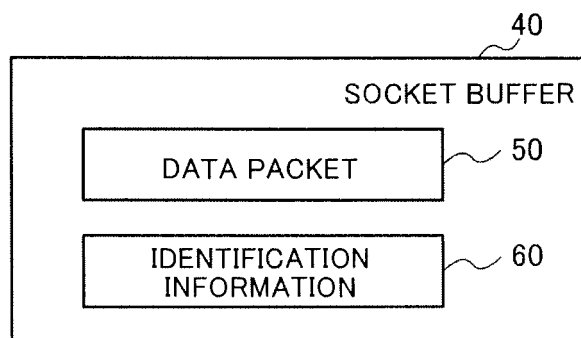 40
SOCKET BUFFER
DATA PACKET
50
IDENTIFICATION
INFORMATION
60